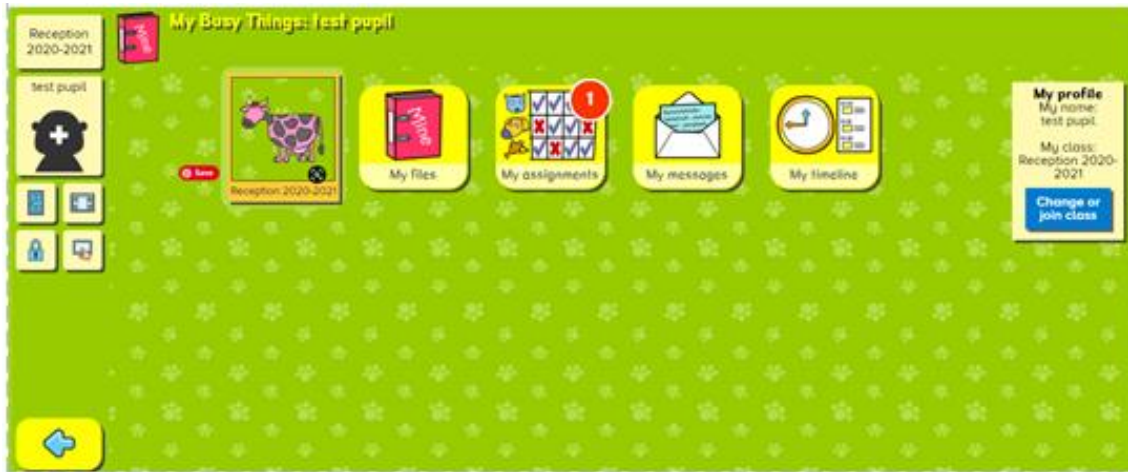 Reception
2020-2021
My Busy Things: test pupil
Mine
test pupil
1
Save
Reception 2020-2021
Mine
My files
My assignments
My messages
My timeline
My profile
My name:
test pupil
My class:
Reception 2020-
2021
Change or
join class